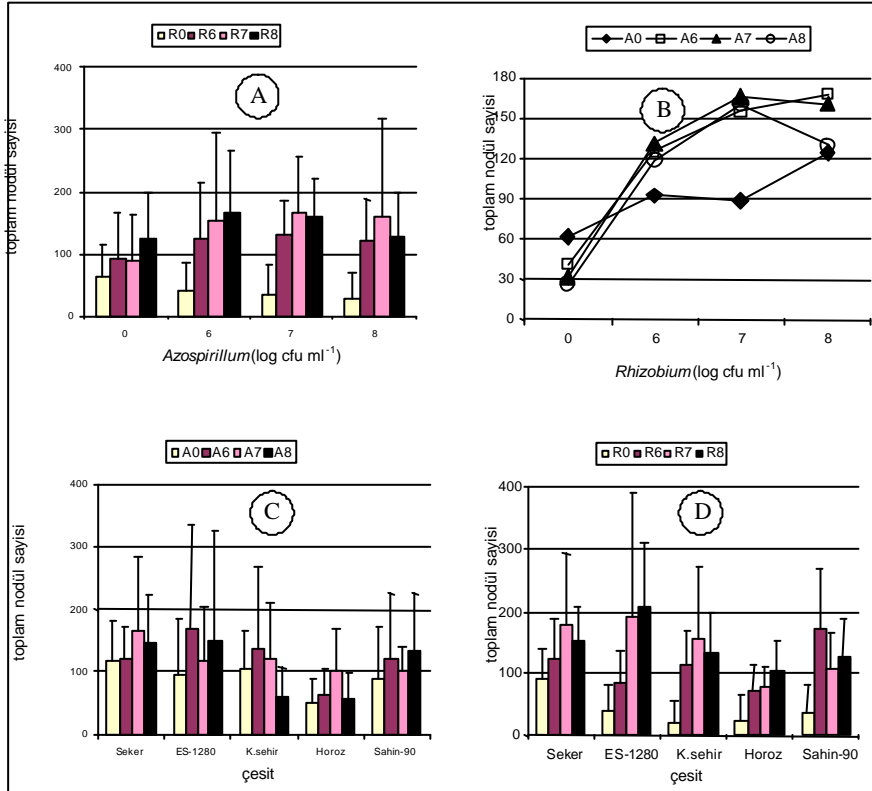 R0 R6 R7 R8
A
toplam nodül sayisi
400
300
200
100
0
0 6 7 8
Azospirillum(log cfu ml⁻¹)
A0 A6 A7 A8
B
toplam nodül sayisi
180
150
120
90
60
30
0
0 6 7 8
Rhizobium(log cfu ml⁻¹)
A0 A6 A7 A8
C
toplam nodül sayisi
400
300
200
100
0
Seker ES-1280 K.sehir Horoz Sahin-90
çesit
R0 R6 R7 R8
D
toplam nodül sayisi
400
300
200
100
0
Seker ES-1280 K.sehir Horoz Sahin-90
çesit